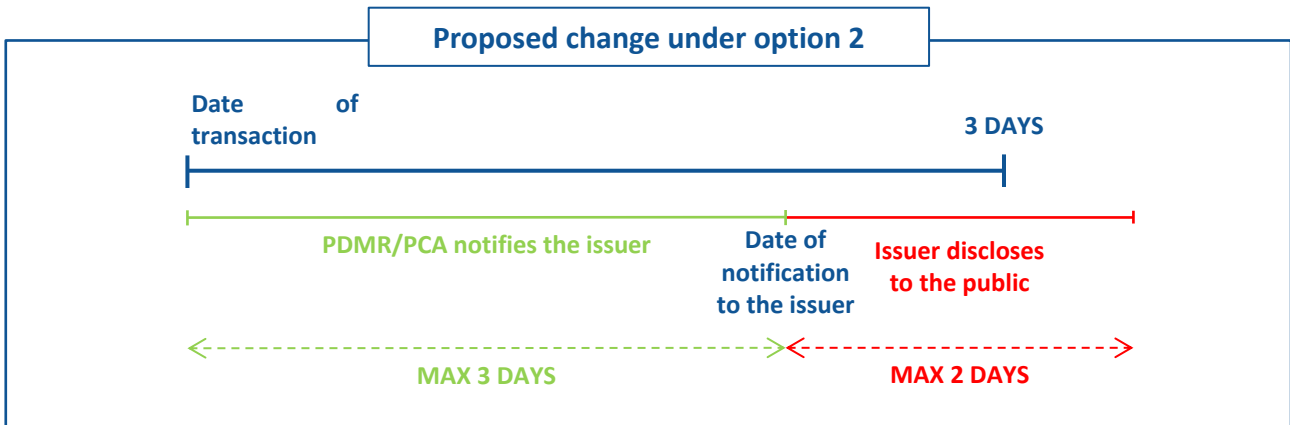 Proposed change under option 2
Date of
transaction
3 DAYS
PDMR/PCA notifies the issuer
Date of
notification
to the issuer
Issuer discloses
to the public
MAX 3 DAYS
MAX 2 DAYS